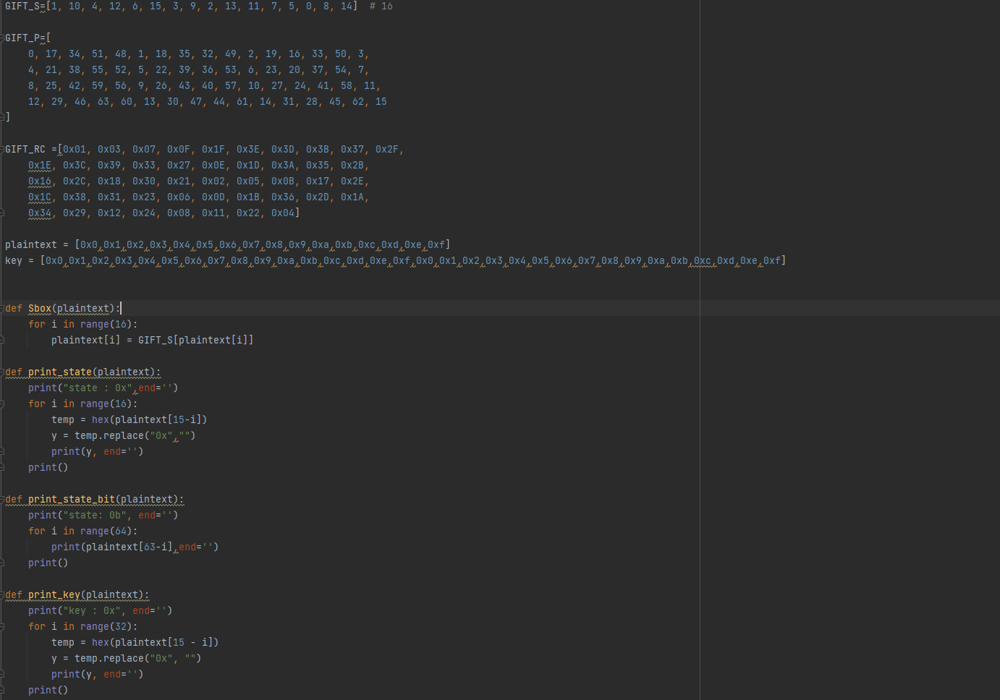 GIFT_S=[1, 10, 4, 12, 6, 15, 3, 9, 2, 13, 11, 7, 5, 0, 8, 14]  # 16
GIFT_P=[
    0, 17, 34, 51, 48, 1, 18, 35, 32, 49, 2, 19, 16, 33, 50, 3,
    4, 21, 38, 55, 52, 5, 22, 39, 36, 53, 6, 23, 20, 37, 54, 7,
    8, 25, 42, 59, 56, 9, 26, 43, 40, 57, 10, 27, 24, 41, 58, 11,
    12, 29, 46, 63, 60, 13, 30, 47, 44, 61, 14, 31, 28, 45, 62, 15
]
GIFT_RC =[0x01, 0x03, 0x07, 0x0F, 0x1F, 0x3E, 0x3D, 0x3B, 0x37, 0x2F,
    0x1E, 0x3C, 0x39, 0x33, 0x27, 0x0E, 0x1D, 0x3A, 0x35, 0x2B,
    0x16, 0x2C, 0x18, 0x30, 0x21, 0x02, 0x05, 0x0B, 0x17, 0x2E,
    0x1C, 0x38, 0x31, 0x23, 0x06, 0x0D, 0x1B, 0x36, 0x2D, 0x1A,
    0x34, 0x29, 0x12, 0x24, 0x08, 0x11, 0x22, 0x04]
plaintext = [0x0,0x1,0x2,0x3,0x4,0x5,0x6,0x7,0x8,0x9,0xa,0xb,0xc,0xd,0xe,0xf]
key = [0x0,0x1,0x2,0x3,0x4,0x5,0x6,0x7,0x8,0x9,0xa,0xb,0xc,0xd,0xe,0xf,0x0,0x1,0x2,0x3,0x4,0x5,0x6,0x7,0x8,0x9,0xa,0xb,0xc,0xd,0xe,0xf]
def Sbox(plaintext):
    for i in range(16):
        plaintext[i] = GIFT_S[plaintext[i]]
def print_state(plaintext):
    print("state : 0x",end='')
    for i in range(16):
        temp = hex(plaintext[15-i])
        y = temp.replace("0x","")
        print(y, end='')
    print()
def print_state_bit(plaintext):
    print("state: 0b", end='')
    for i in range(64):
        print(plaintext[63-i],end='')
    print()
def print_key(plaintext):
    print("key : 0x", end='')
    for i in range(32):
        temp = hex(plaintext[15 - i])
        y = temp.replace("0x", "")
        print(y, end='')
    print()